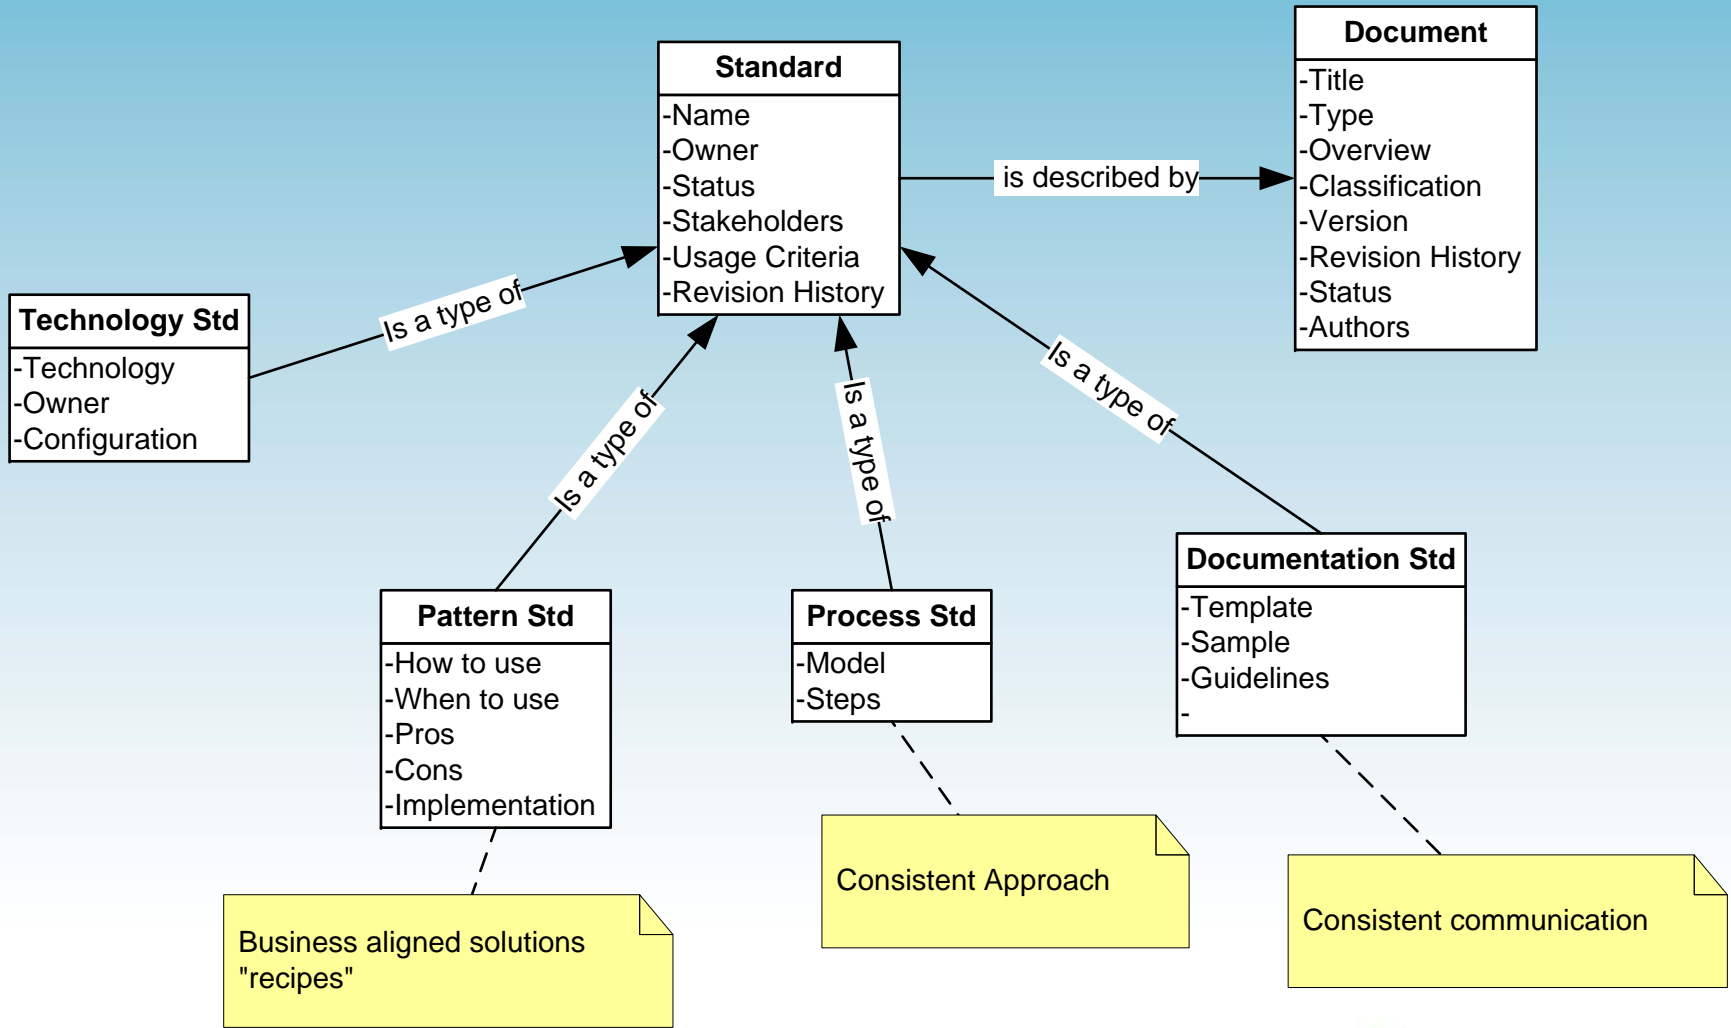 Document
-Title
-Type
-Overview
-Classification
-Version
-Revision History
-Status
-Authors
Standard
-Name
-Owner
-Status
-Stakeholders
-Usage Criteria
-Revision History
is described by
Technology Std
-Technology
-Owner
-Configuration
Is a type of
Is a type of
Is a type of
Is a type of
Pattern Std
-How to use
-When to use
-Pros
-Cons
-Implementation
Process Std
-Model
-Steps
Documentation Std
-Template
-Sample
-Guidelines
-
Business aligned solutions
"recipes"
Consistent Approach
Consistent communication